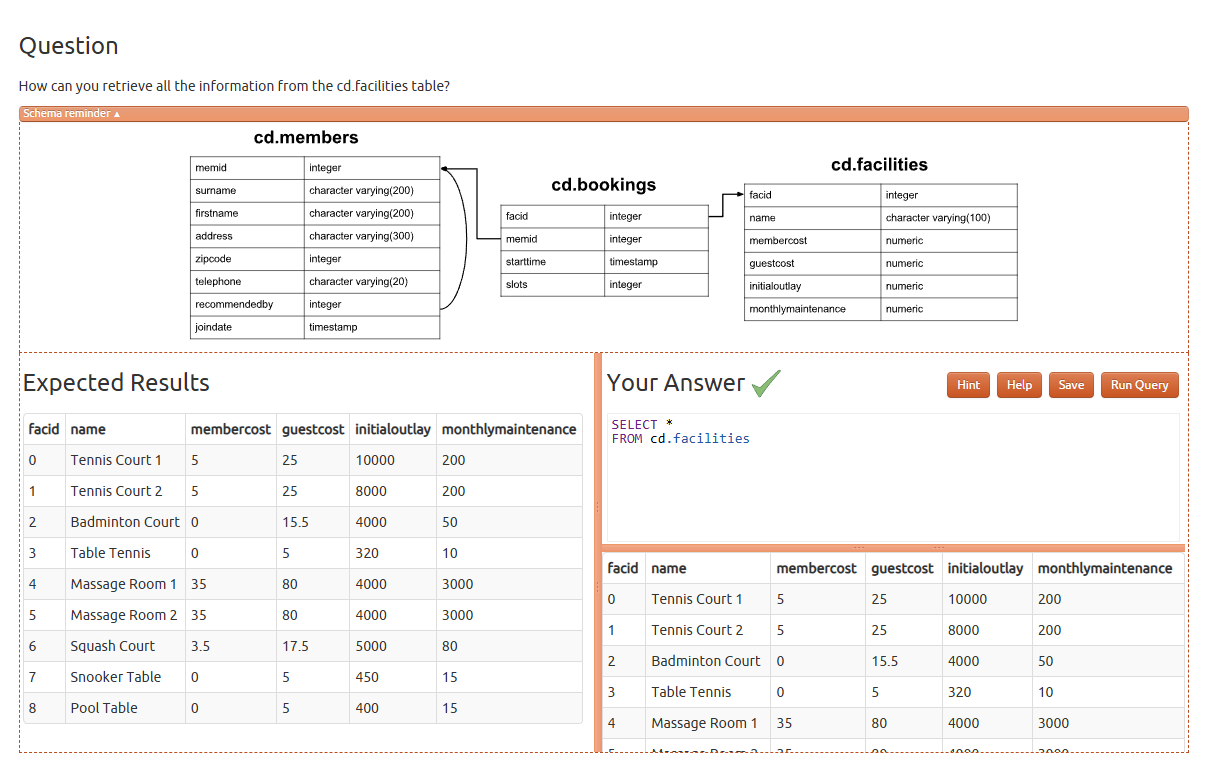 Question
How can you retrieve all the information from the cd.facilities table?
Schema reminder ▲
cd.members
memid integer
surname character varying(200)
firstname character varying(200)
address character varying(300)
zipcode integer
telephone character varying(20)
recommendedby integer
joindate timestamp
cd.bookings
facid integer
memid integer
starttime timestamp
slots integer
cd.facilities
facid integer
name character varying(100)
membercost numeric
guestcost numeric
initialoutlay numeric
monthlymaintenance numeric
Expected Results
facid name membercost guestcost initialoutlay monthlymaintenance
0 Tennis Court 1 5 25 10000 200
1 Tennis Court 2 5 25 8000 200
2 Badminton Court 0 15.5 4000 50
3 Table Tennis 0 5 320 10
4 Massage Room 1 35 80 4000 3000
5 Massage Room 2 35 80 4000 3000
6 Squash Court 3.5 17.5 5000 80
7 Snooker Table 0 5 450 15
8 Pool Table 0 5 400 15
Your Answer
Hint Help Save Run Query
SELECT *
FROM cd.facilities
facid name membercost guestcost initialoutlay monthlymaintenance
0 Tennis Court 1 5 25 10000 200
1 Tennis Court 2 5 25 8000 200
2 Badminton Court 0 15.5 4000 50
3 Table Tennis 0 5 320 10
4 Massage Room 1 35 80 4000 3000
5 Massage Room 2 35 80 4000 3000